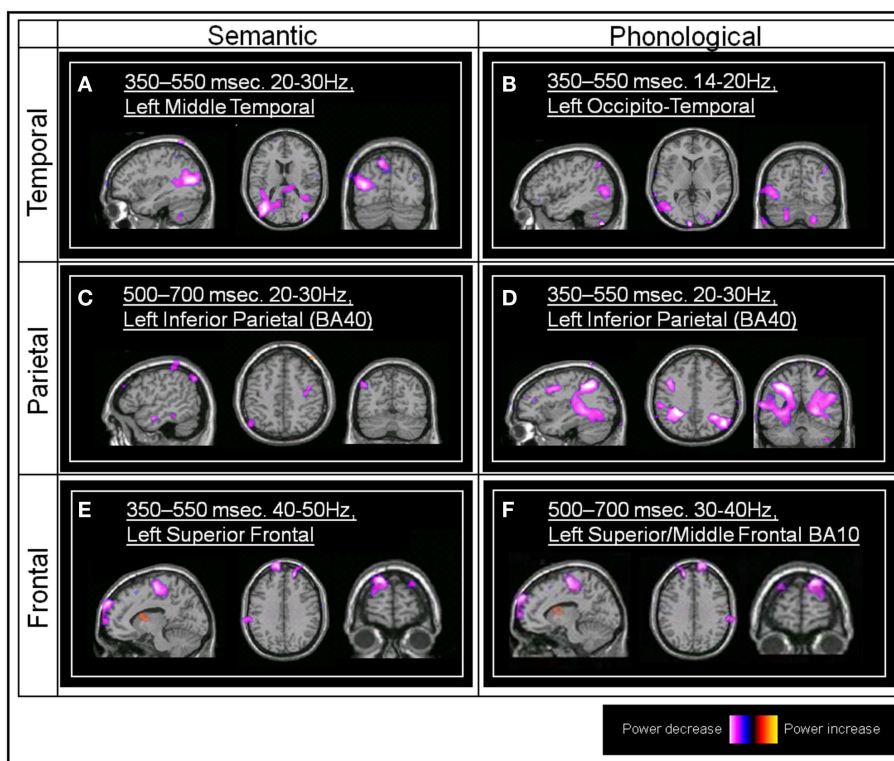 Semantic
Phonological
Temporal
A
350–550 msec. 20-30Hz,
Left Middle Temporal
B
350–550 msec. 14-20Hz,
Left Occipito-Temporal
Parietal
C
500–700 msec. 20-30Hz,
Left Inferior Parietal (BA40)
D
350–550 msec. 20-30Hz,
Left Inferior Parietal (BA40)
Frontal
E
350–550 msec. 40-50Hz,
Left Superior Frontal
F
500–700 msec. 30-40Hz,
Left Superior/Middle Frontal BA10
Power decrease
Power increase